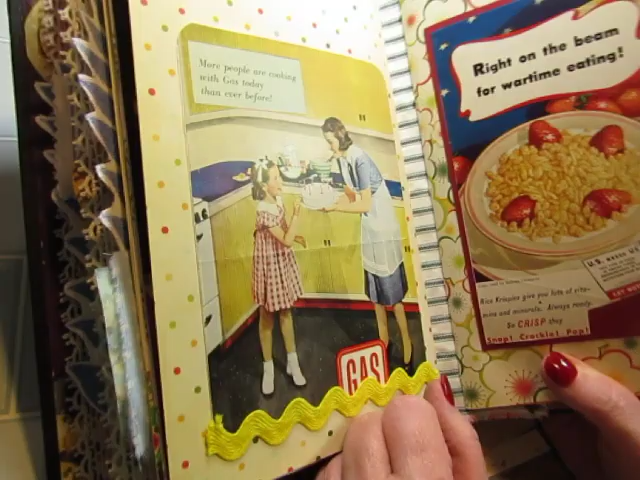 More people are cooking
with Gas today
than ever before!
GAS
Right on the beam
for wartime eating!
Rice Krispies give you lots of vita-
mins and minerals. Always ready.
So CRISP they
Snap! Crackle! Pop!